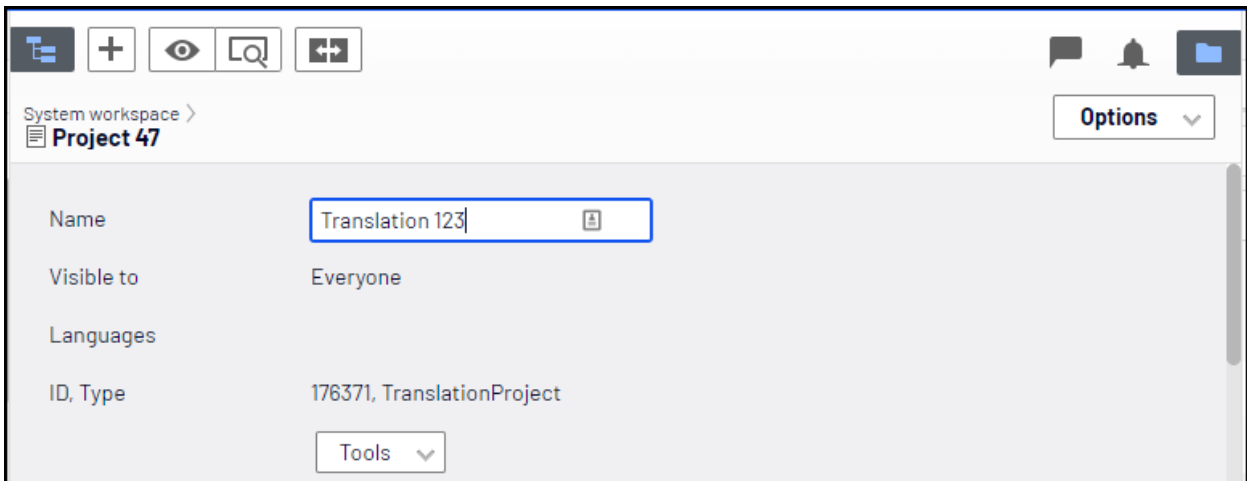 System workspace
Project 47
Options
Name
Translation 123
Visible to
Everyone
Languages
ID, Type
176371, TranslationProject
Tools